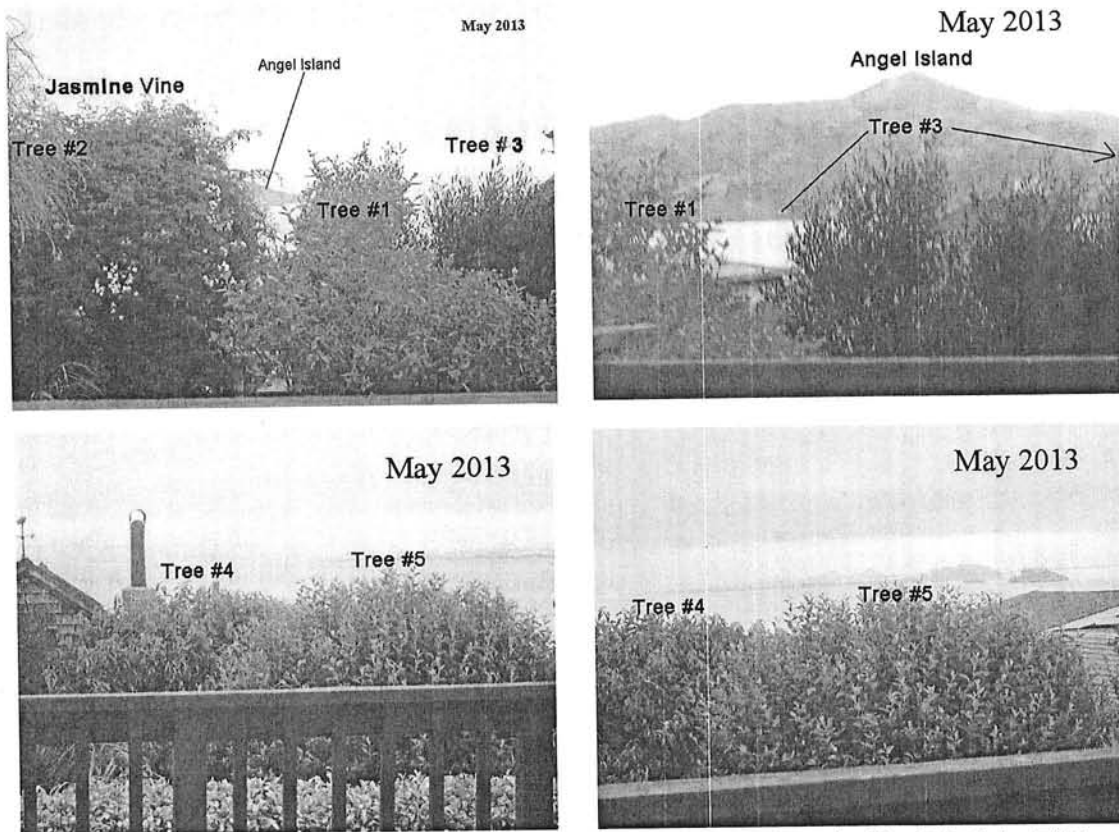 May 2013
Angel Island
Jasmine Vine
Tree #2
Tree # 3
Tree #1
May 2013
Angel Island
Tree #3
Tree #1
May 2013
Tree #5
Tree #4
May 2013
Tree #5
Tree #4